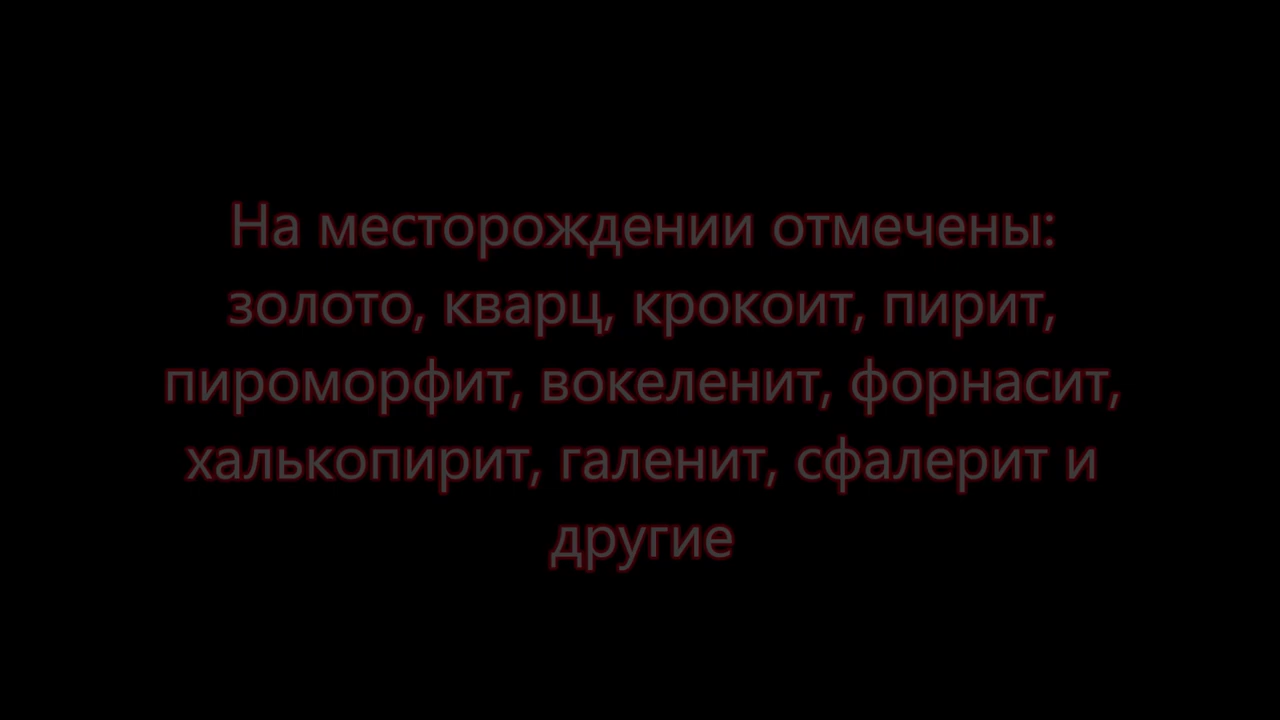 На месторождении отмечены:
золото, кварц, крокоит, пирит,
пироморфит, вокеленит, форнасит,
халькопирит, галенит, сфалерит и
другие